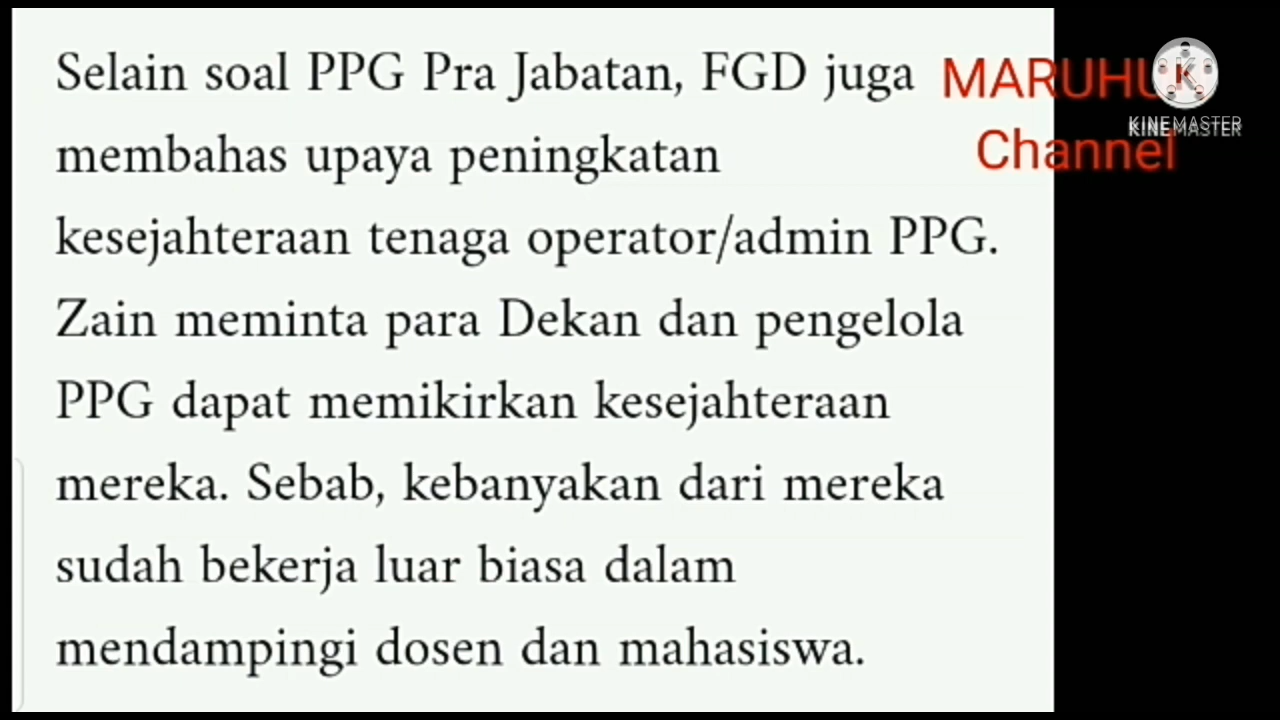 Selain soal PPG Pra Jabatan, FGD juga
membahas upaya peningkatan
kesejahteraan tenaga operator/admin PPG.
Zain meminta para Dekan dan pengelola
PPG dapat memikirkan kesejahteraan
mereka. Sebab, kebanyakan dari mereka
sudah bekerja luar biasa dalam
mendampingi dosen dan mahasiswa.
MARUHUK
Channel
K
KINEMASTER